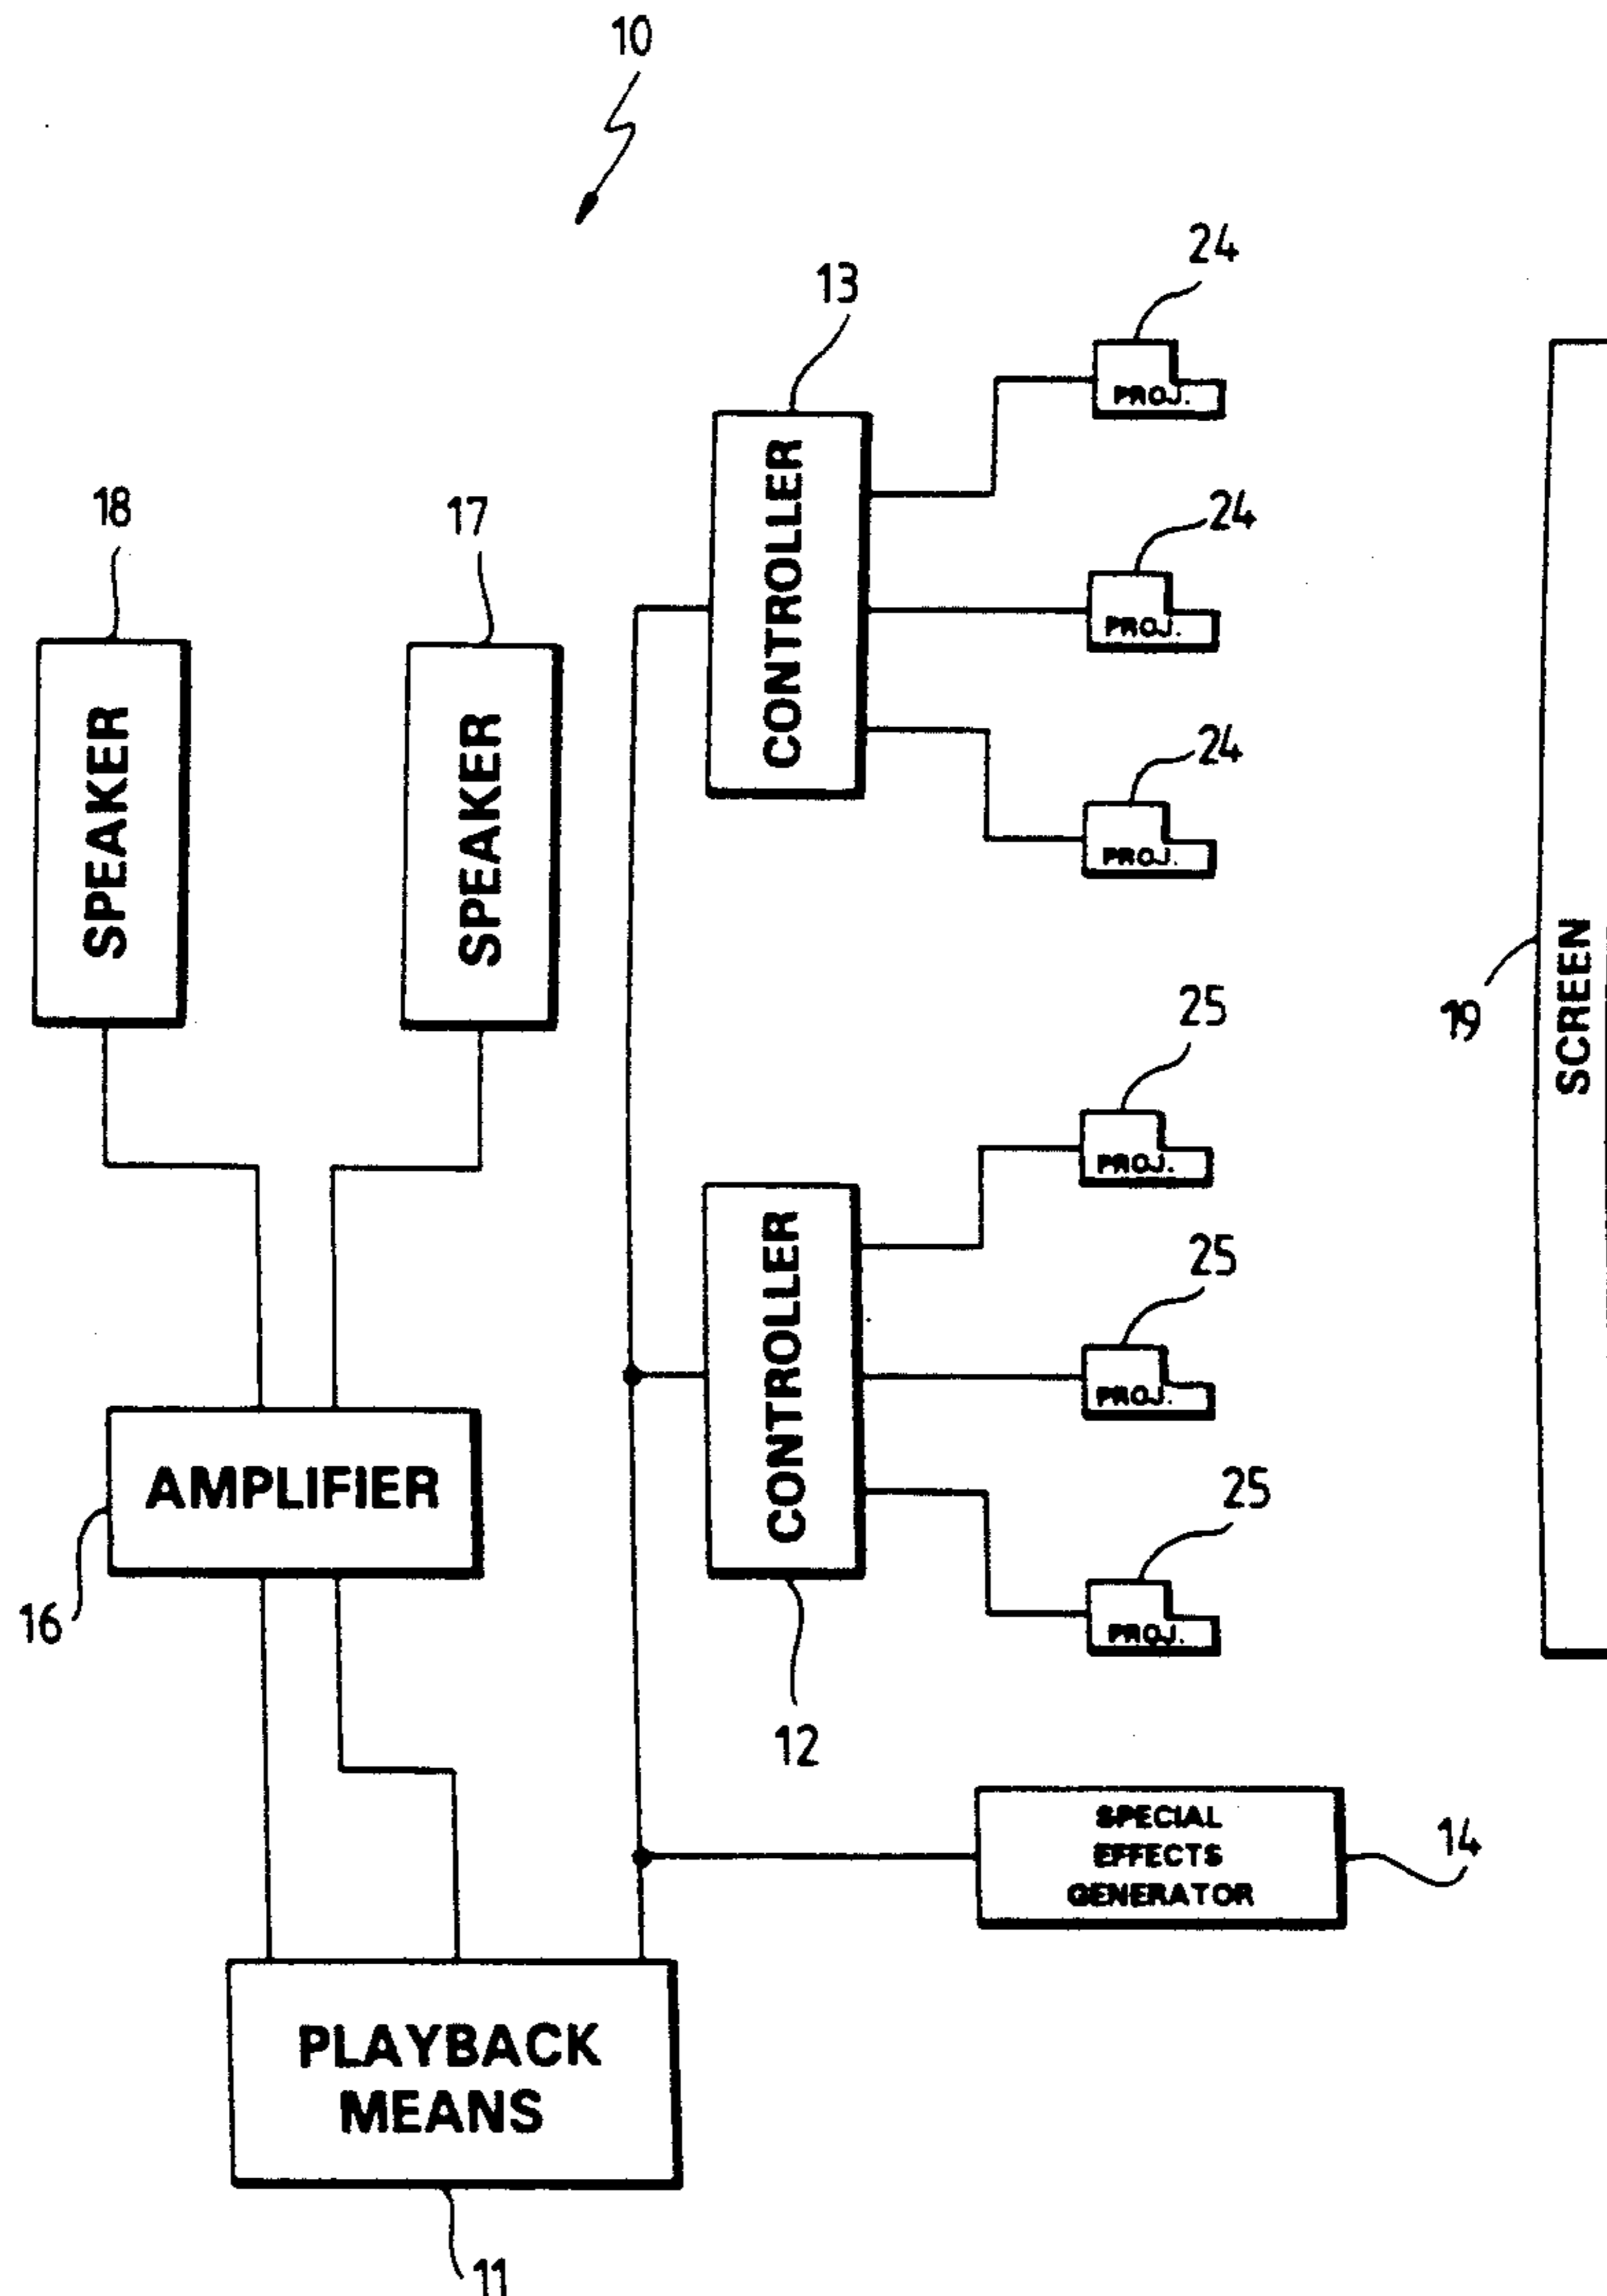 10
24
13
PROJ.
CONTROLLER
18
17
24
PROJ.
SPEAKER
SPEAKER
24
PROJ.
19
SCREEN
25
PROJ.
CONTROLLER
25
PROJ.
AMPLIFIER
16
25
PROJ.
12
SPECIAL
EFFECTS
GENERATOR
14
PLAYBACK
MEANS
11